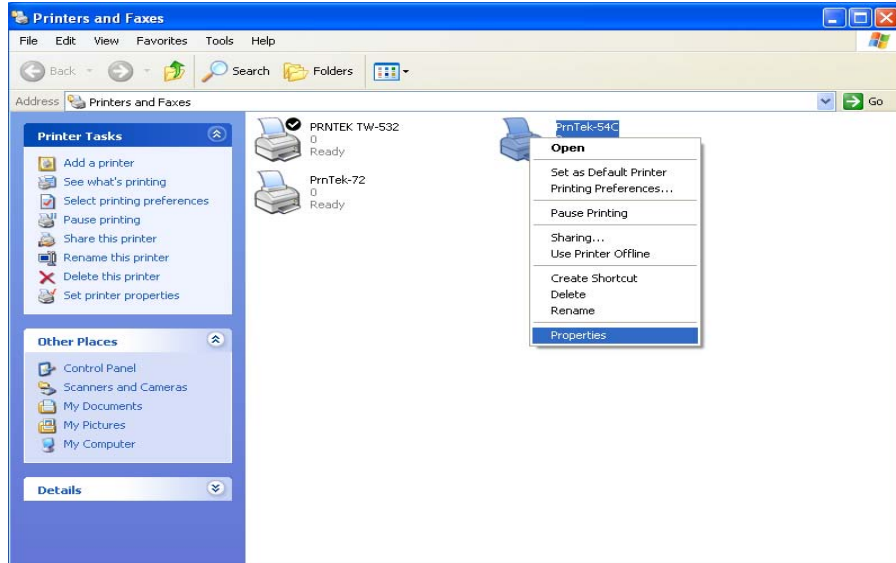 Printers and Faxes
File Edit View Favorites Tools Help
Back Search Folders
Address Printers and Faxes Go
Printer Tasks
Add a printer
See what's printing
Select printing preferences
Pause printing
Share this printer
Rename this printer
Delete this printer
Set printer properties
Other Places
Control Panel
Scanners and Cameras
My Documents
My Pictures
My Computer
Details
PRNTEK TW-532
0
Ready
PrnTek-72
0
Ready
PrnTek-54C
Open
Set as Default Printer
Printing Preferences...
Pause Printing
Sharing...
Use Printer Offline
Create Shortcut
Delete
Rename
Properties